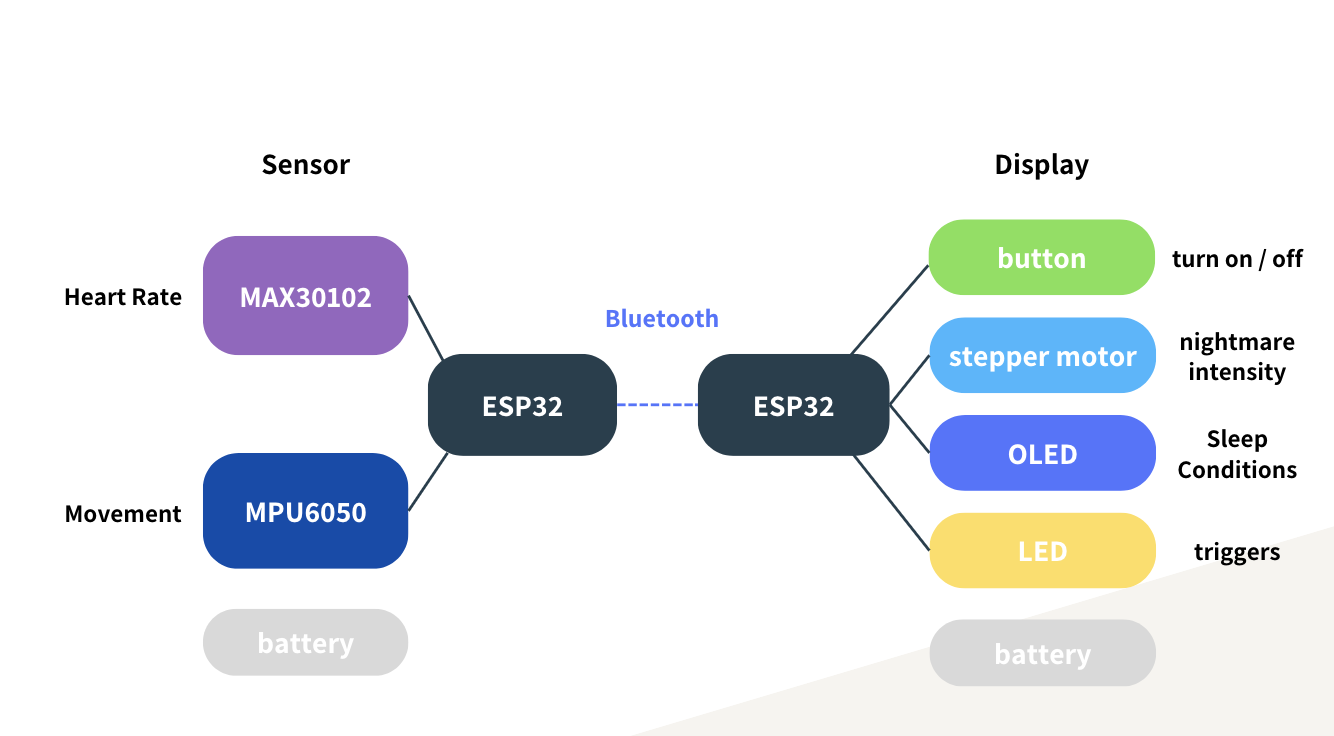 Sensor
Display
Heart Rate
MAX30102
Movement
MPU6050
battery
ESP32
Bluetooth
ESP32
button
turn on / off
stepper motor
nightmare
intensity
OLED
Sleep
Conditions
LED
triggers
battery